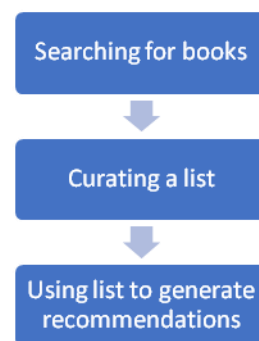 Searching for books
Curating a list
Using list to generate
recommendations